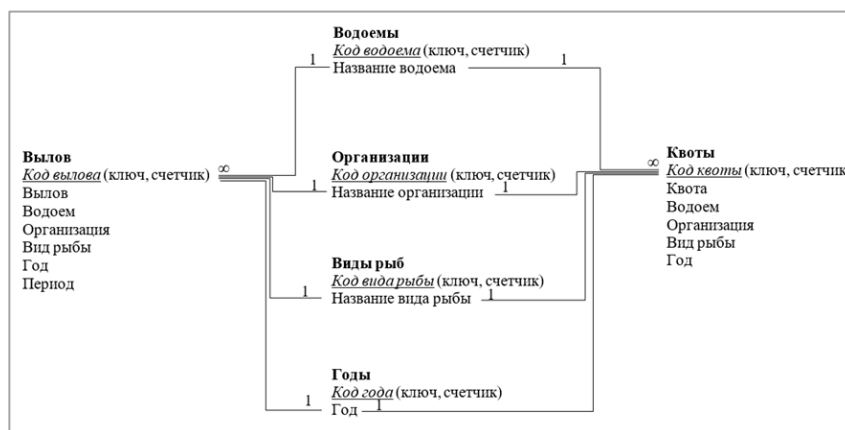 Водоемы
Код водоема (ключ, счетчик)
1 Название водоема 1
Вылов
Код вылова (ключ, счетчик) ∞
Вылов
Водоем
Организация
Вид рыбы
Год
Период
Организации
Код организации (ключ, счетчик)
1 Название организации 1
Виды рыб
Код вида рыбы (ключ, счетчик)
1 Название вида рыбы 1
Годы
Код года (ключ, счетчик)
1 Год 1
Квоты
∞ Код квоты (ключ, счетчик
Квота
Водоем
Организация
Вид рыбы
Год